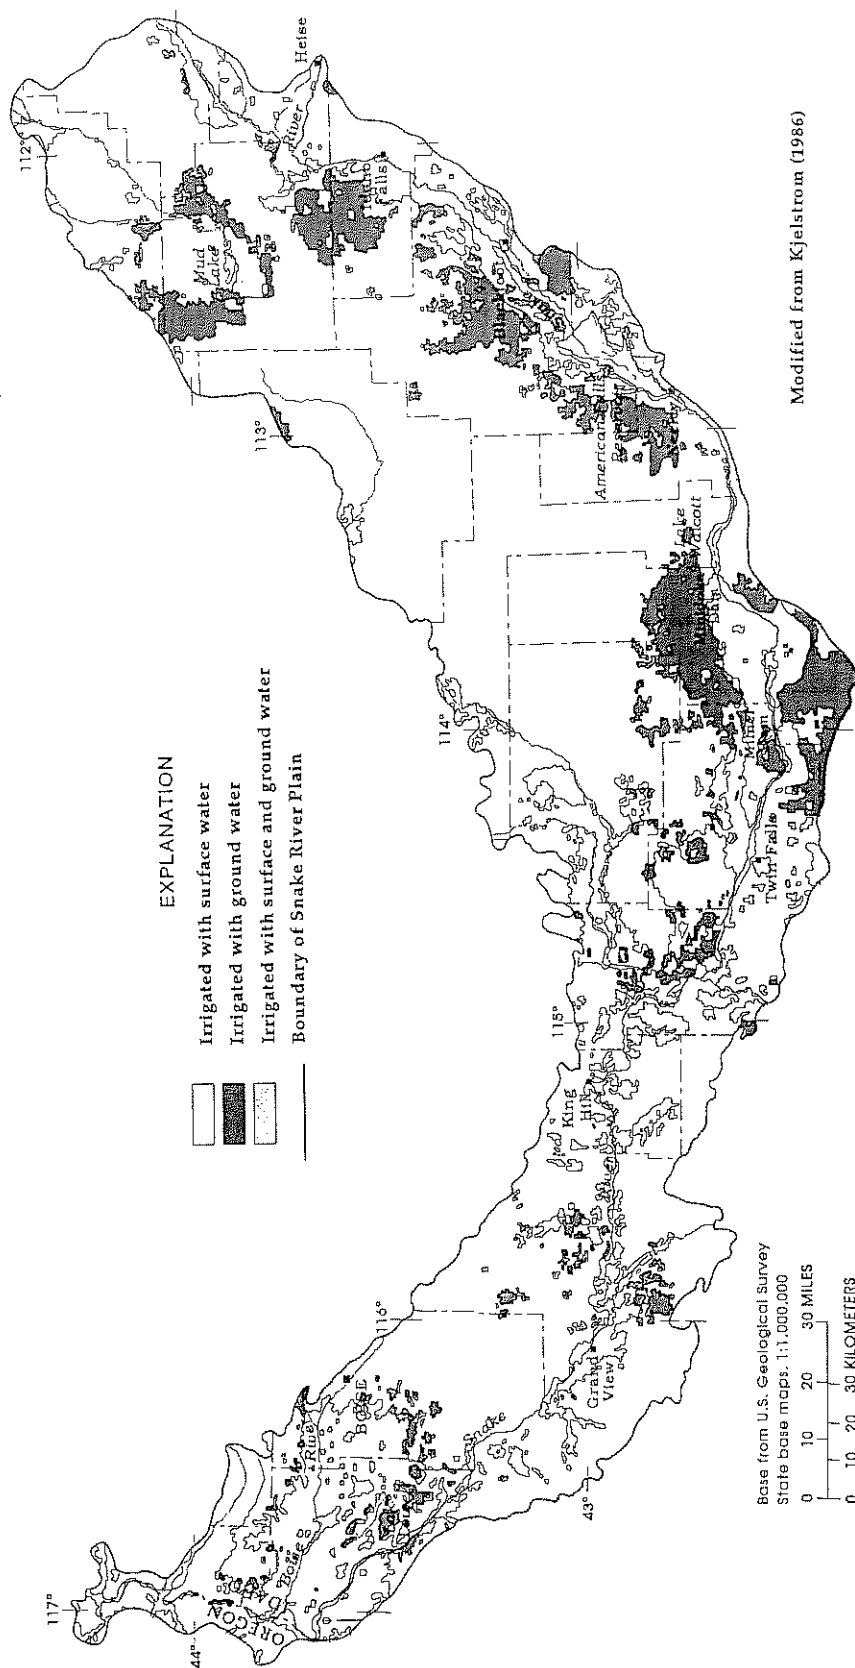 EXPLANATION
Irrigated with surface water
Irrigated with ground water
Irrigated with surface and ground water
Boundary of Snake River Plain
117°
44°
OREGON
Boise
River
BOISE
116°
43°
Grand
View
River
King
Hill
115°
Twin Falls
114°
Milner
Lake
Walcott
American Falls
113°
Blackfoot
Snake
Mud
Lake
Idaho
Falls
River
Heise
112°
Base from U.S. Geological Survey
State base maps, 1:1,000,000
0 10 20 30 MILES
0 10 20 30 KILOMETERS
Modified from Kjelstrom (1986)